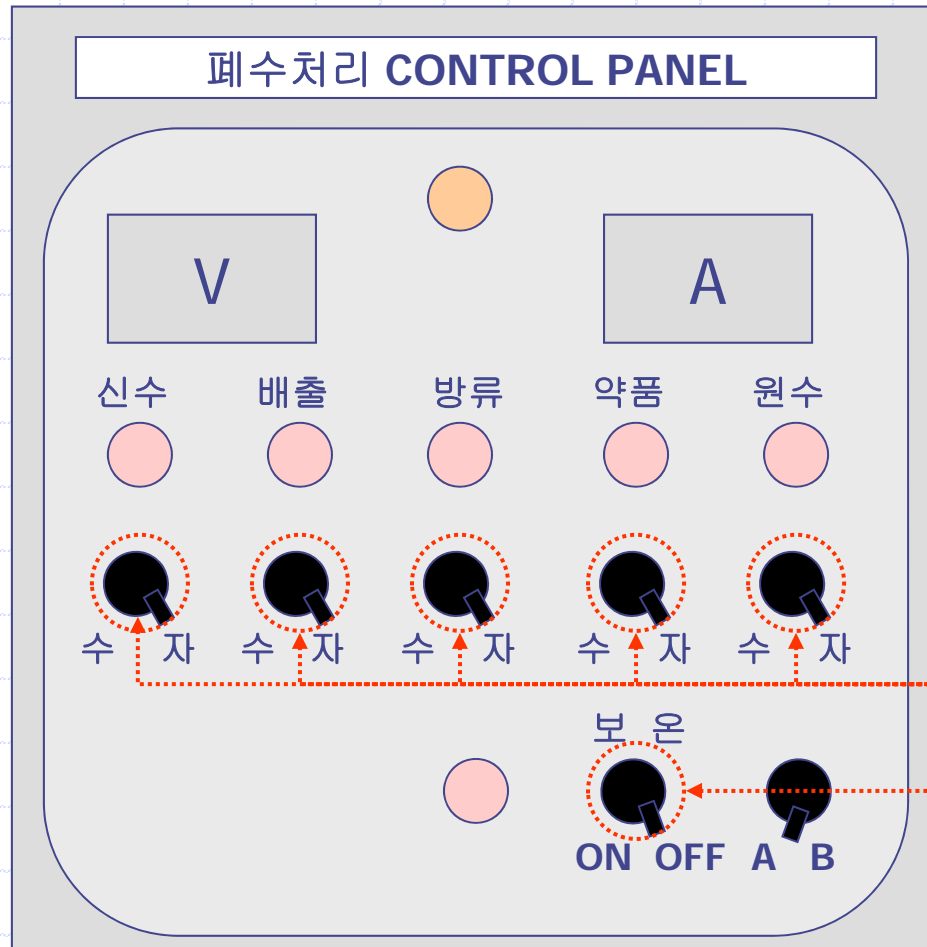 폐수처리 CONTROL PANEL
V A
신수 배출 방류 약품 원수
수 자 수 자 수 자 수 자 수 자
보 온
ON OFF A B